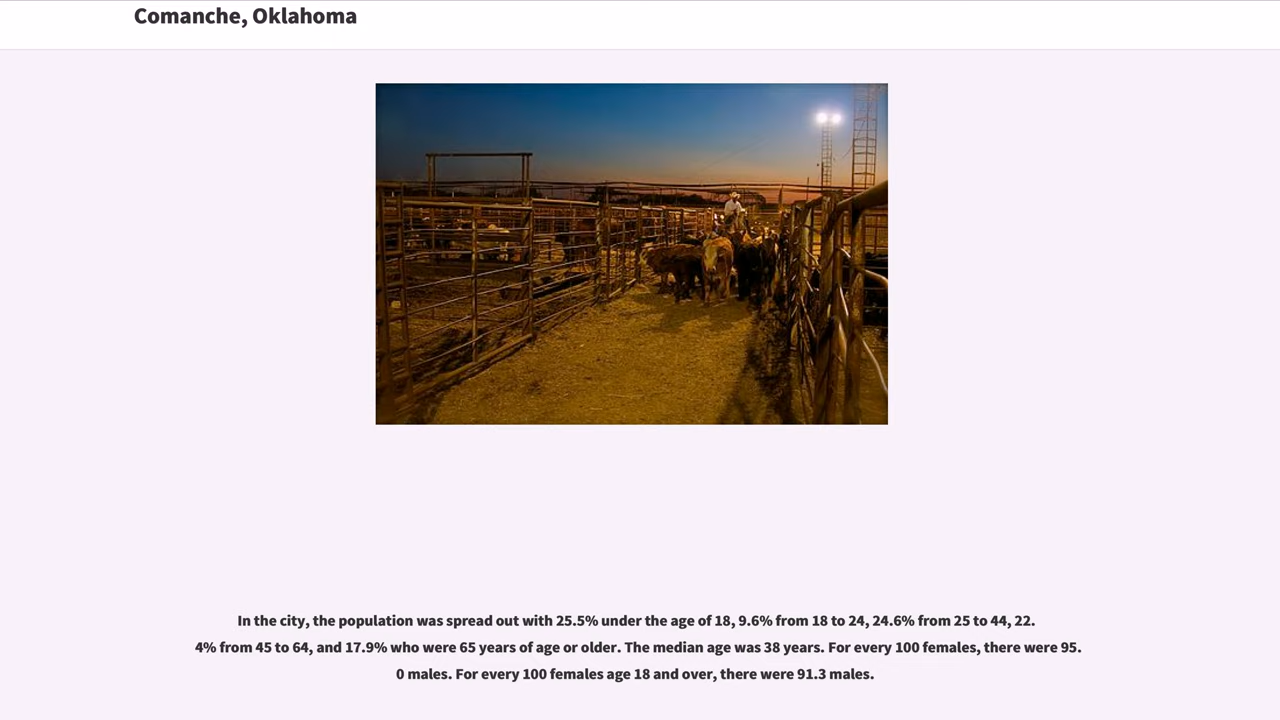 Comanche, Oklahoma
In the city, the population was spread out with 25.5% under the age of 18, 9.6% from 18 to 24, 24.6% from 25 to 44, 22.
4% from 45 to 64, and 17.9% who were 65 years of age or older. The median age was 38 years. For every 100 females, there were 95.
0 males. For every 100 females age 18 and over, there were 91.3 males.